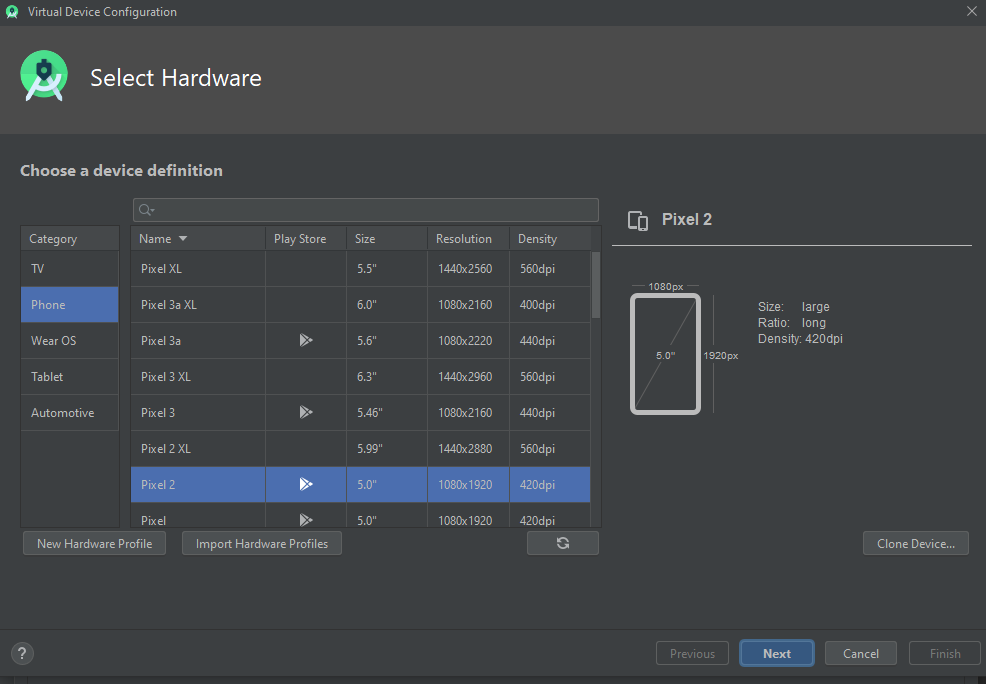 Virtual Device Configuration
Select Hardware
Choose a device definition
Category
TV
Phone
Wear OS
Tablet
Automotive
Name Play Store Size Resolution Density
Pixel XL 5.5" 1440x2560 560dpi
Pixel 3a XL 6.0" 1080x2160 400dpi
Pixel 3a 5.6" 1080x2220 440dpi
Pixel 3 XL 6.3" 1440x2960 560dpi
Pixel 3 5.46" 1080x2160 440dpi
Pixel 2 XL 5.99" 1440x2880 560dpi
Pixel 2 5.0" 1080x1920 420dpi
Pixel 5.0" 1080x1920 420dpi
New Hardware Profile Import Hardware Profiles
Pixel 2
1080px
5.0"
1920px
Size: large
Ratio: long
Density: 420dpi
Clone Device...
? Previous Next Cancel Finish